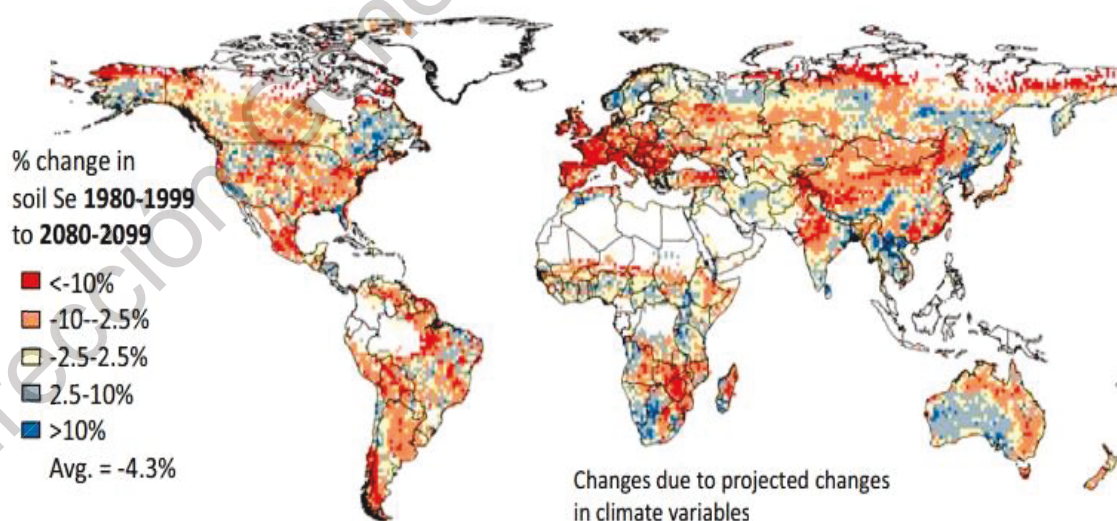 % change in
soil Se 1980-1999
to 2080-2099
<-10%
-10--2.5%
-2.5-2.5%
2.5-10%
>10%
Avg. = -4.3%
Changes due to projected changes
in climate variables